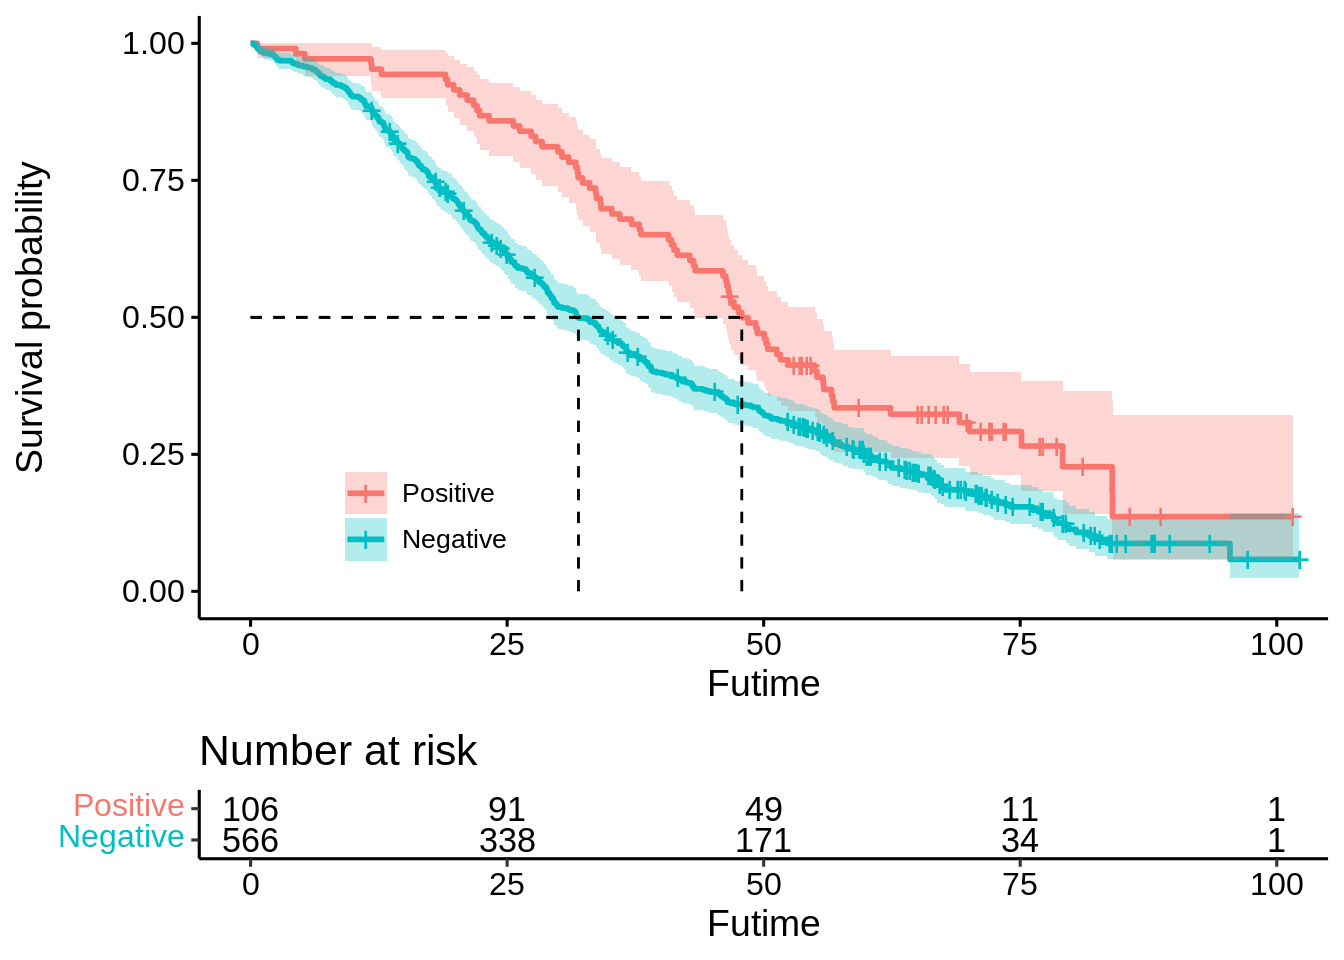 Survival probability
1.00
0.75
0.50
0.25
0.00
Positive
Negative
0 25 50 75 100
Futime
Number at risk
Positive 106 91 49 11 1
Negative 566 338 171 34 1
0 25 50 75 100
Futime